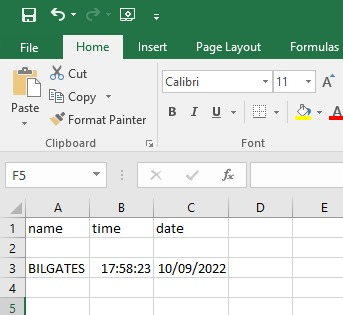 File Home Insert Page Layout Formulas
Cut
Copy
Format Painter
Paste
Calibri 11 A
B I U A
Clipboard Font
F5 fx
A B C D E
1 name time date
2
3 BILGATES 17:58:23 10/09/2022
4
5